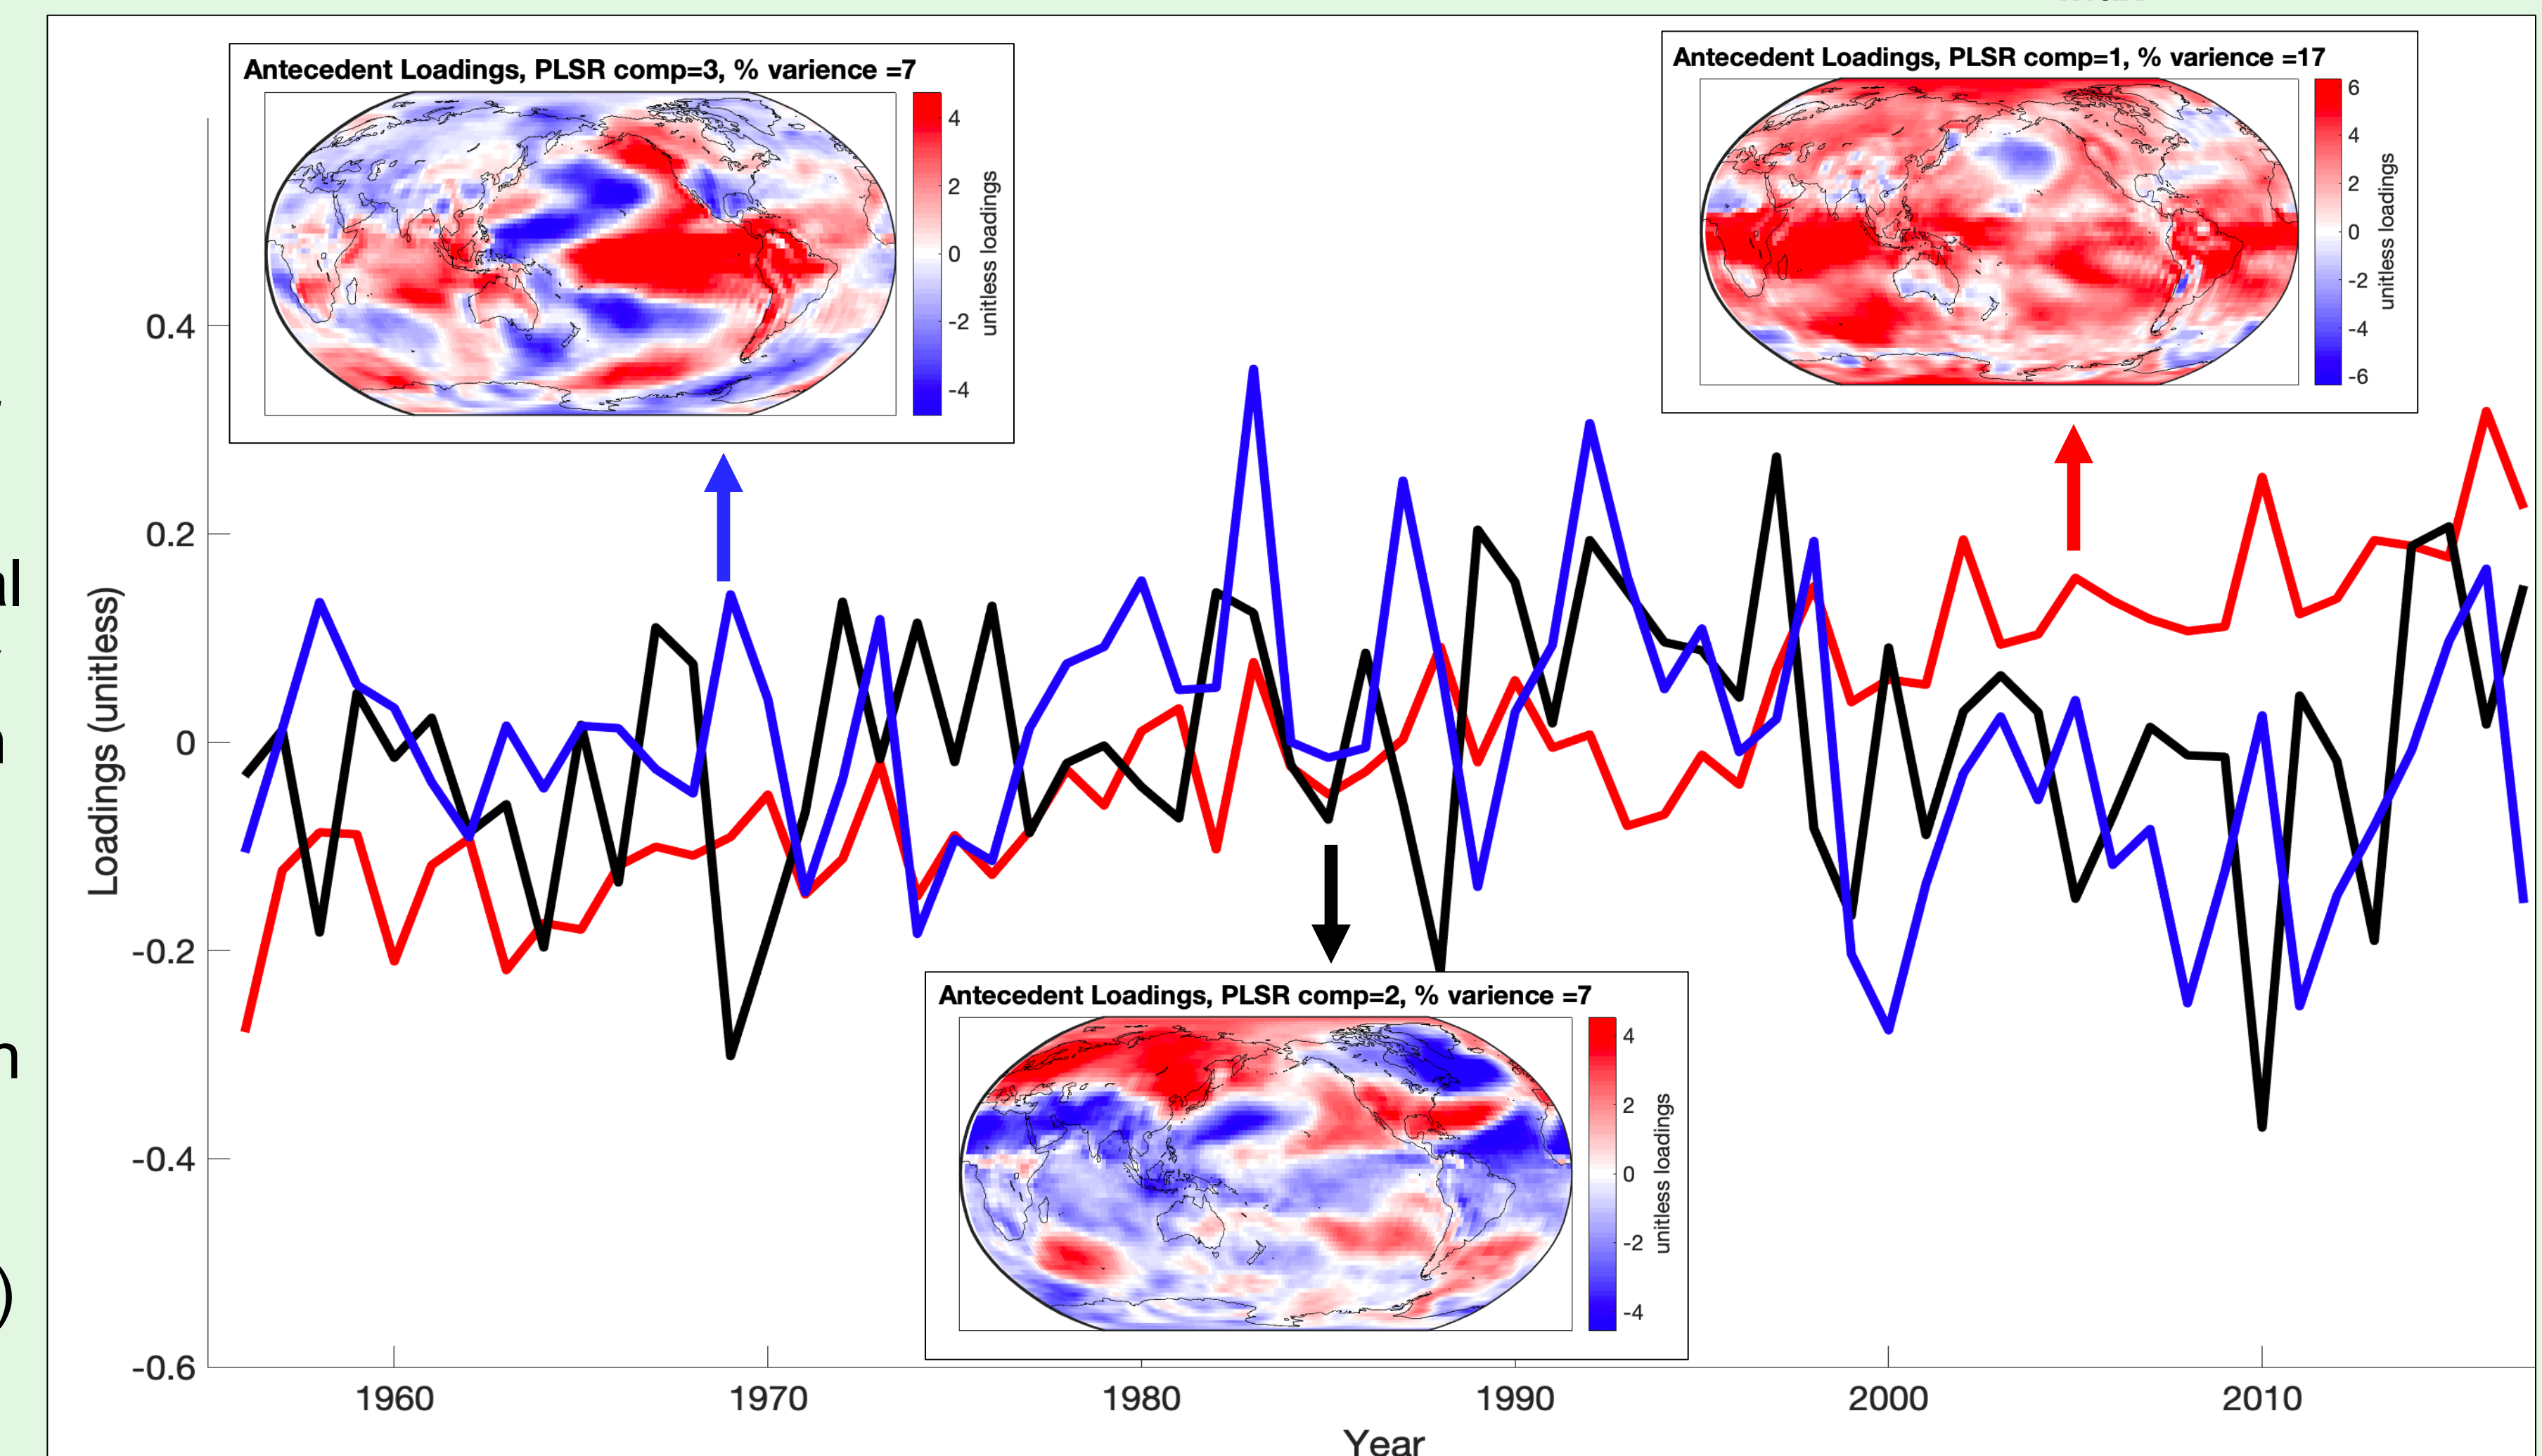 Antecedent Loadings, PLSR comp=3, % varience =7
4
2
0
-2
-4
unitless loadings
Antecedent Loadings, PLSR comp=1, % varience =17
6
4
2
0
-2
-4
-6
unitless loadings
0.4
0.2
0
-0.2
-0.4
-0.6
Loadings (unitless)
al
n
n
)
Antecedent Loadings, PLSR comp=2, % varience =7
4
2
0
-2
-4
unitless loadings
1960
1970
1980
1990
2000
2010
Year